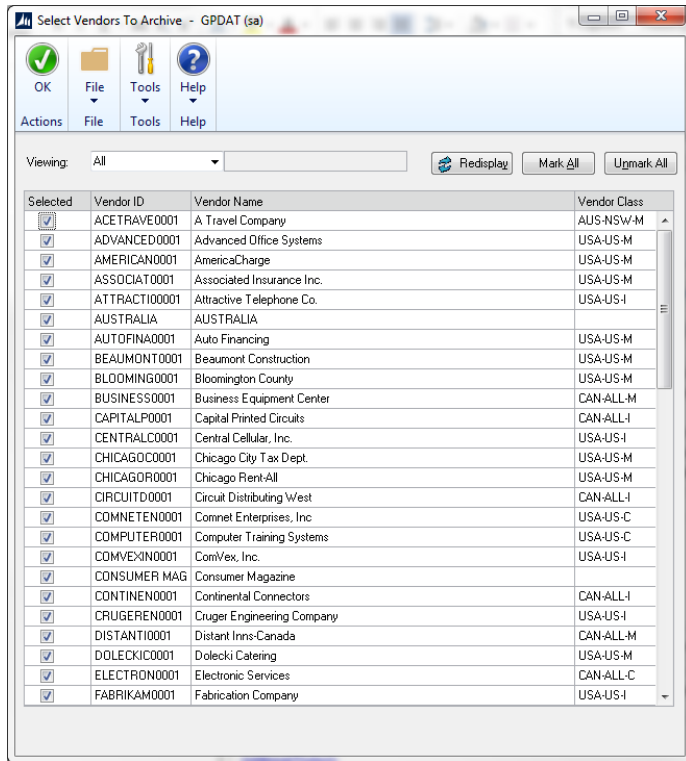 Select Vendors To Archive - GPDAT (sa)
OK File Tools Help
Actions File Tools Help
Viewing: All Redisplay Mark All Unmark All
Selected Vendor ID Vendor Name Vendor Class
ACETRAVE0001 A Travel Company AUS-NSW-M
ADVANCED0001 Advanced Office Systems USA-US-M
AMERICAN0001 AmericaCharge USA-US-M
ASSOCIAT0001 Associated Insurance Inc. USA-US-M
ATTRACTI00001 Attractive Telephone Co. USA-US-I
AUSTRALIA AUSTRALIA
AUTOFINA0001 Auto Financing USA-US-M
BEAUMONT0001 Beaumont Construction USA-US-M
BLOOMING0001 Bloomington County USA-US-M
BUSINESS0001 Business Equipment Center CAN-ALL-M
CAPITALP0001 Capital Printed Circuits CAN-ALL-I
CENTRALC0001 Central Cellular, Inc. USA-US-I
CHICAGOC0001 Chicago City Tax Dept. USA-US-M
CHICAGOR0001 Chicago Rent-All USA-US-M
CIRCUITD0001 Circuit Distributing West CAN-ALL-I
COMNETEN0001 Comnet Enterprises, Inc USA-US-C
COMPUTER0001 Computer Training Systems USA-US-C
COMVEXIN0001 ComVex, Inc. USA-US-I
CONSUMER MAG Consumer Magazine
CONTINEN0001 Continental Connectors CAN-ALL-I
CRUGEREN0001 Cruger Engineering Company USA-US-I
DISTANTI0001 Distant Inns-Canada CAN-ALL-M
DOLECKIC0001 Dolecki Catering USA-US-M
ELECTRON0001 Electronic Services CAN-ALL-C
FABRIKAM0001 Fabrication Company USA-US-I